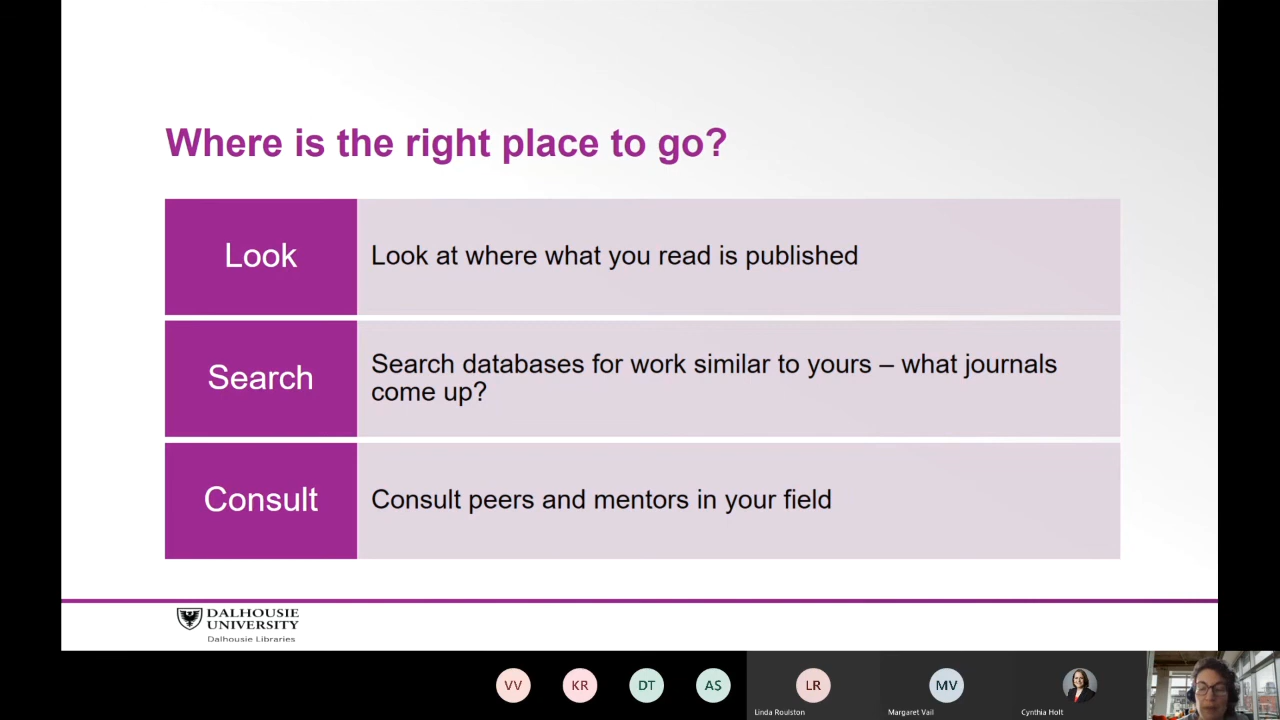 Where is the right place to go?
Look
Look at where what you read is published
Search
Search databases for work similar to yours – what journals
come up?
Consult
Consult peers and mentors in your field
DALHOUSIE
UNIVERSITY
Dalhousie Libraries
VV
KR
DT
AS
LR
MV
Linda Roulston
Margaret Vail
Cynthia Holt